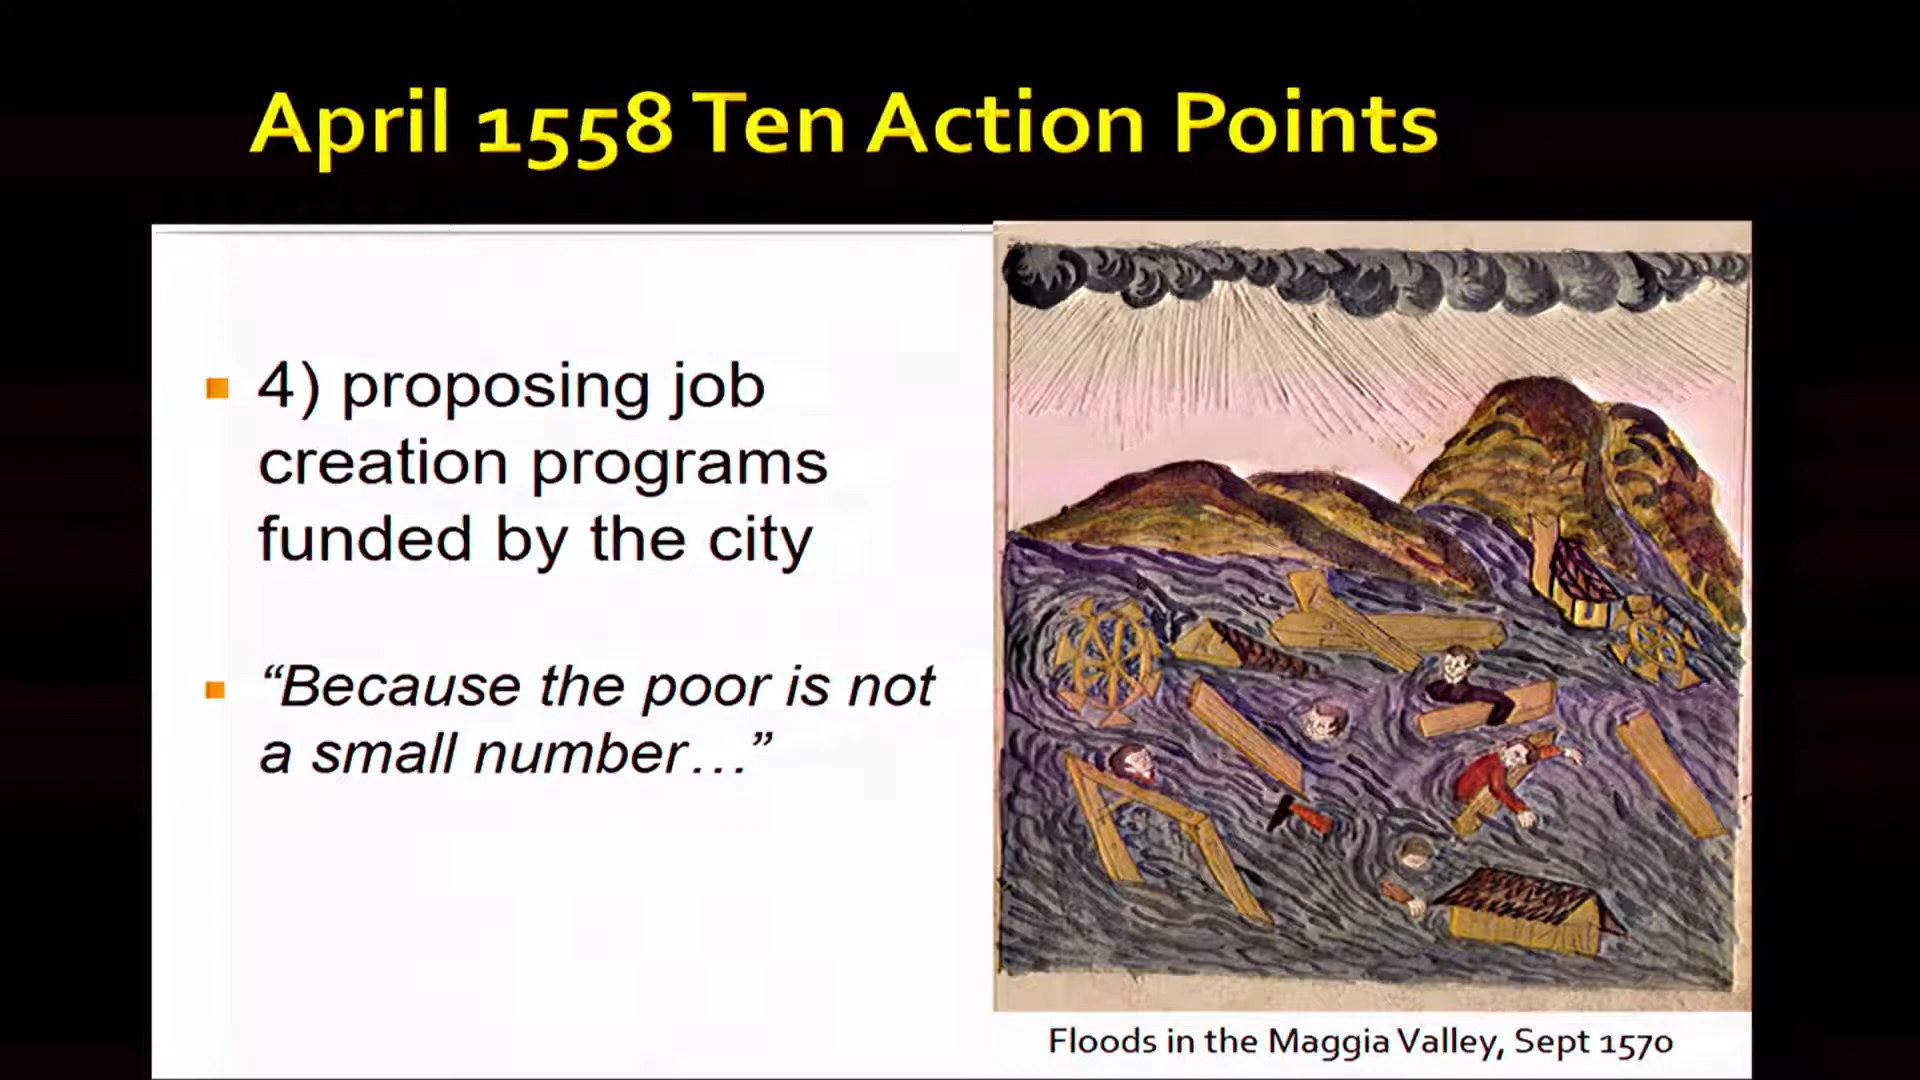 April 1558 Ten Action Points
4) proposing job
creation programs
funded by the city
“Because the poor is not
a small number…”
Floods in the Maggia Valley, Sept 1570